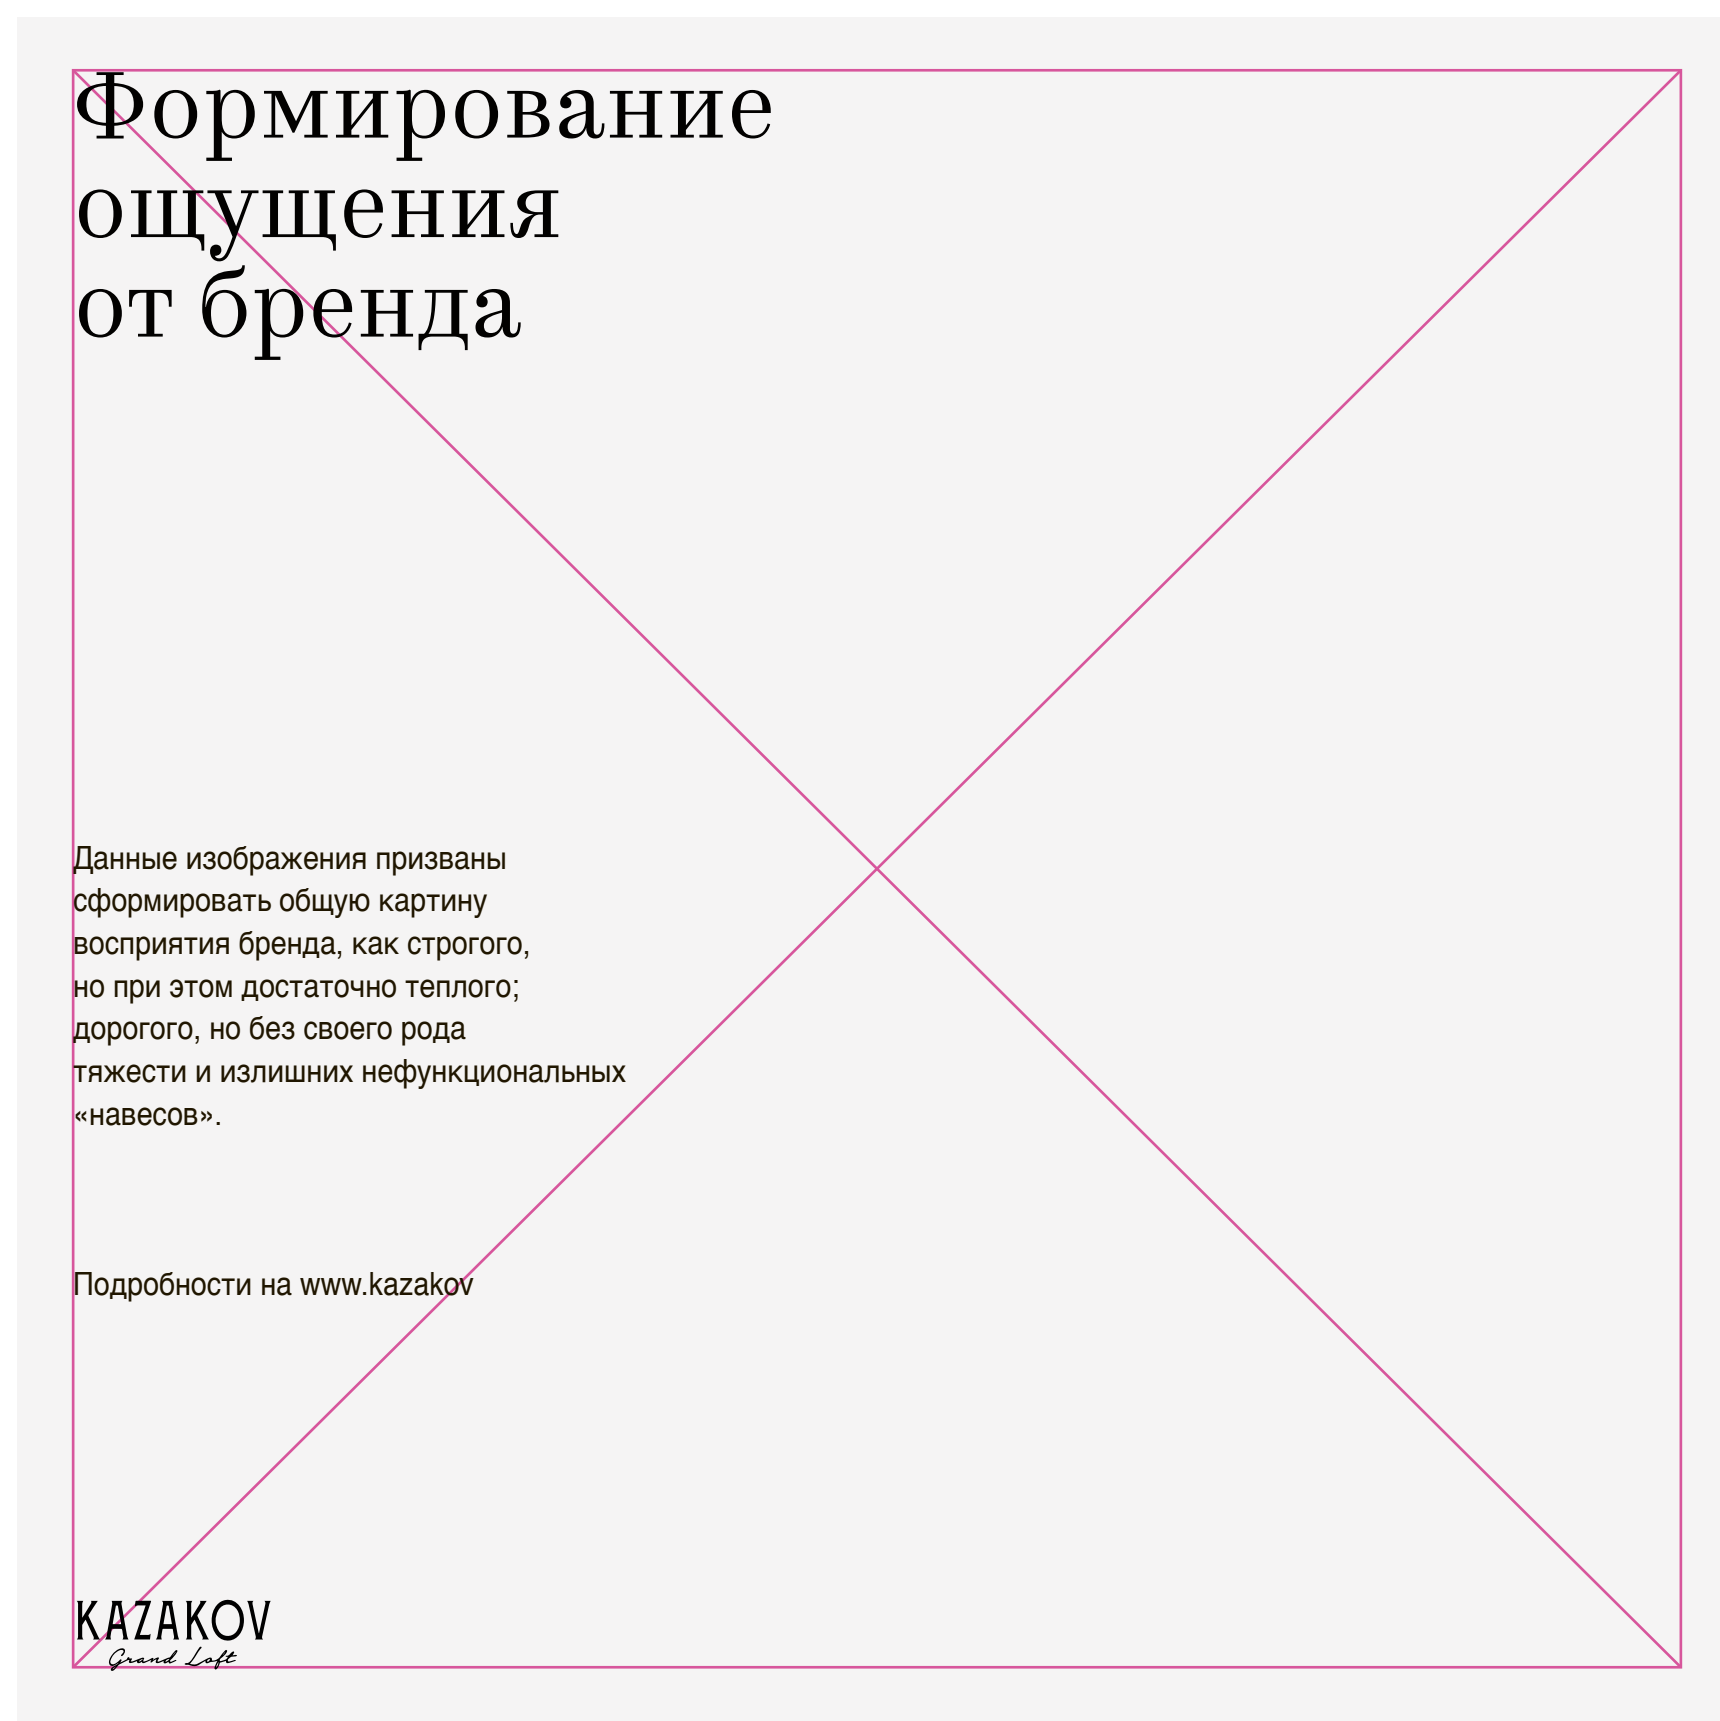 Формирование
ощущения
от бренда
Данные изображения призваны
сформировать общую картину
восприятия бренда, как строгого,
но при этом достаточно теплого;
дорогого, но без своего рода
тяжести и излишних нефункциональных
«навесов».
Подробности на www.kazakov
KAZAKOV
Grand Loft